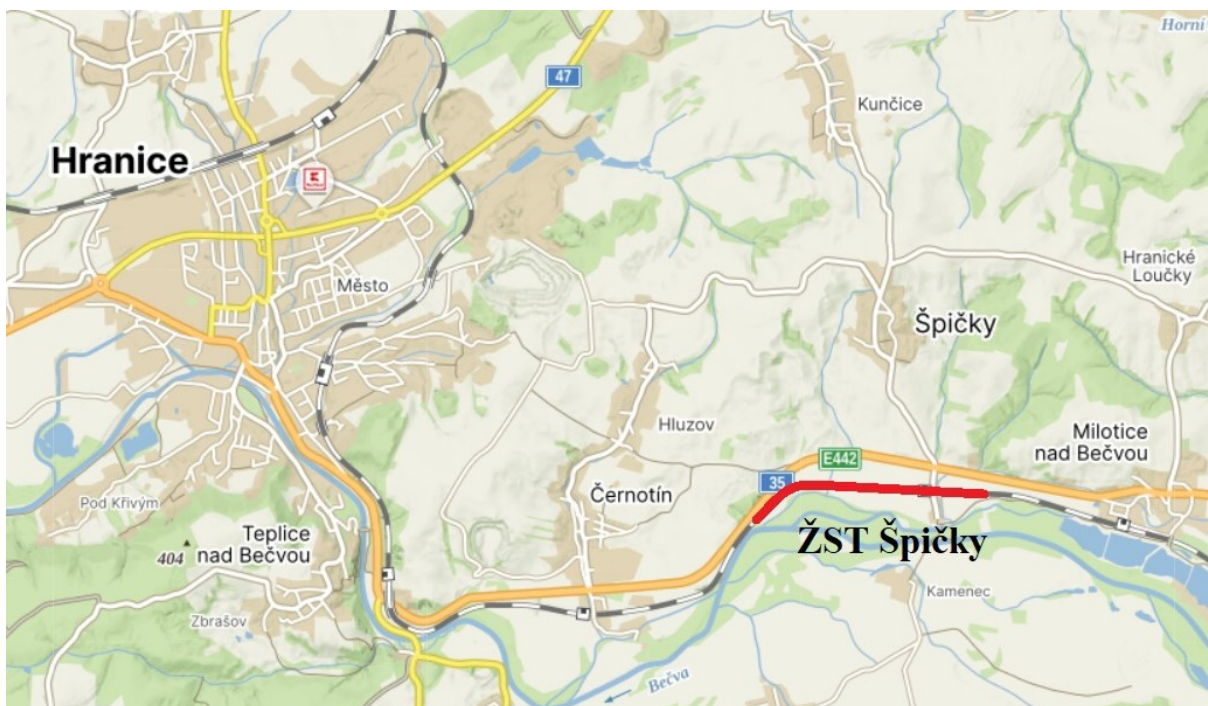 Horní
47
Kunčice
Hranice
Kaufland
Hranické
Loučky
Město
Špičky
Hluzov
Milotice
nad Bečvou
E442
35
Pod Křivým
Černotín
Teplice
nad Bečvou
404
ŽST Špičky
Kamenec
Zbrašov
Bečva